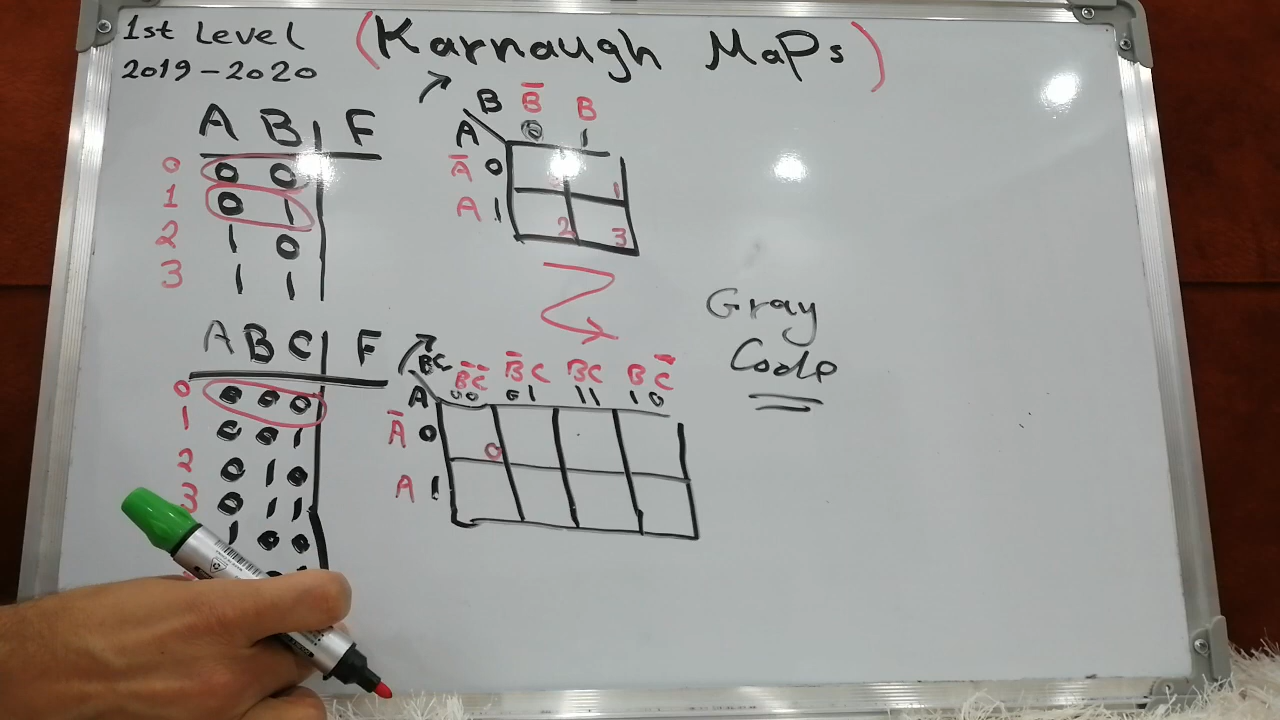 1st Level
2019-2020
(Karnaugh Maps)
A B F
0 0 0
1 0 1
2 1 0
3 1 1
B B̅ B
A 0 1
A̅ 0
1
A 1 2 3
Gray
Code
A B C F
0 0 0 0
1 0 0 1
2 0 1 0
3 0 1 1
1 0 0
BC B̅C̅ B̅C BC BC̅
A 00 01 11 10
A̅ 0 0
A 1